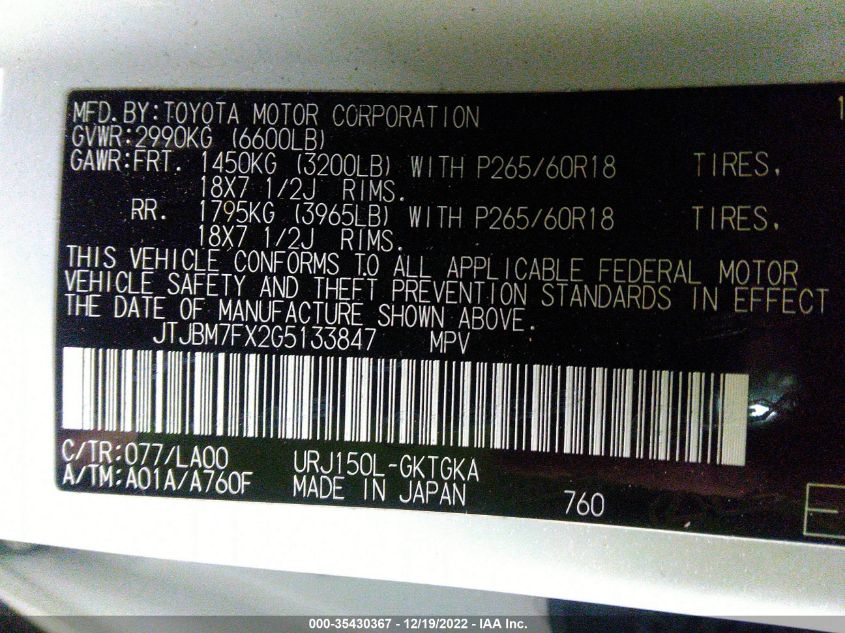 MFD.BY:TOYOTA MOTOR CORPORATION
GVWR:2990KG (6600LB)
GAWR:FRT. 1450KG (3200LB) WITH P265/60R18 TIRES,
18X7 1/2J RIMS.
RR. 1795KG (3965LB) WITH P265/60R18 TIRES,
18X7 1/2J RIMS.
THIS VEHICLE CONFORMS TO ALL APPLICABLE FEDERAL MOTOR
VEHICLE SAFETY AND THEFT PREVENTION STANDARDS IN EFFECT
THE DATE OF MANUFACTURE SHOWN ABOVE.
JTJBM7FX2G5133847 MPV
C/TR:077/LA00 URJ150L-GKTGKA
A/TM:A01A/A760F MADE IN JAPAN 760
000-35430367 - 12/19/2022 - IAA Inc.